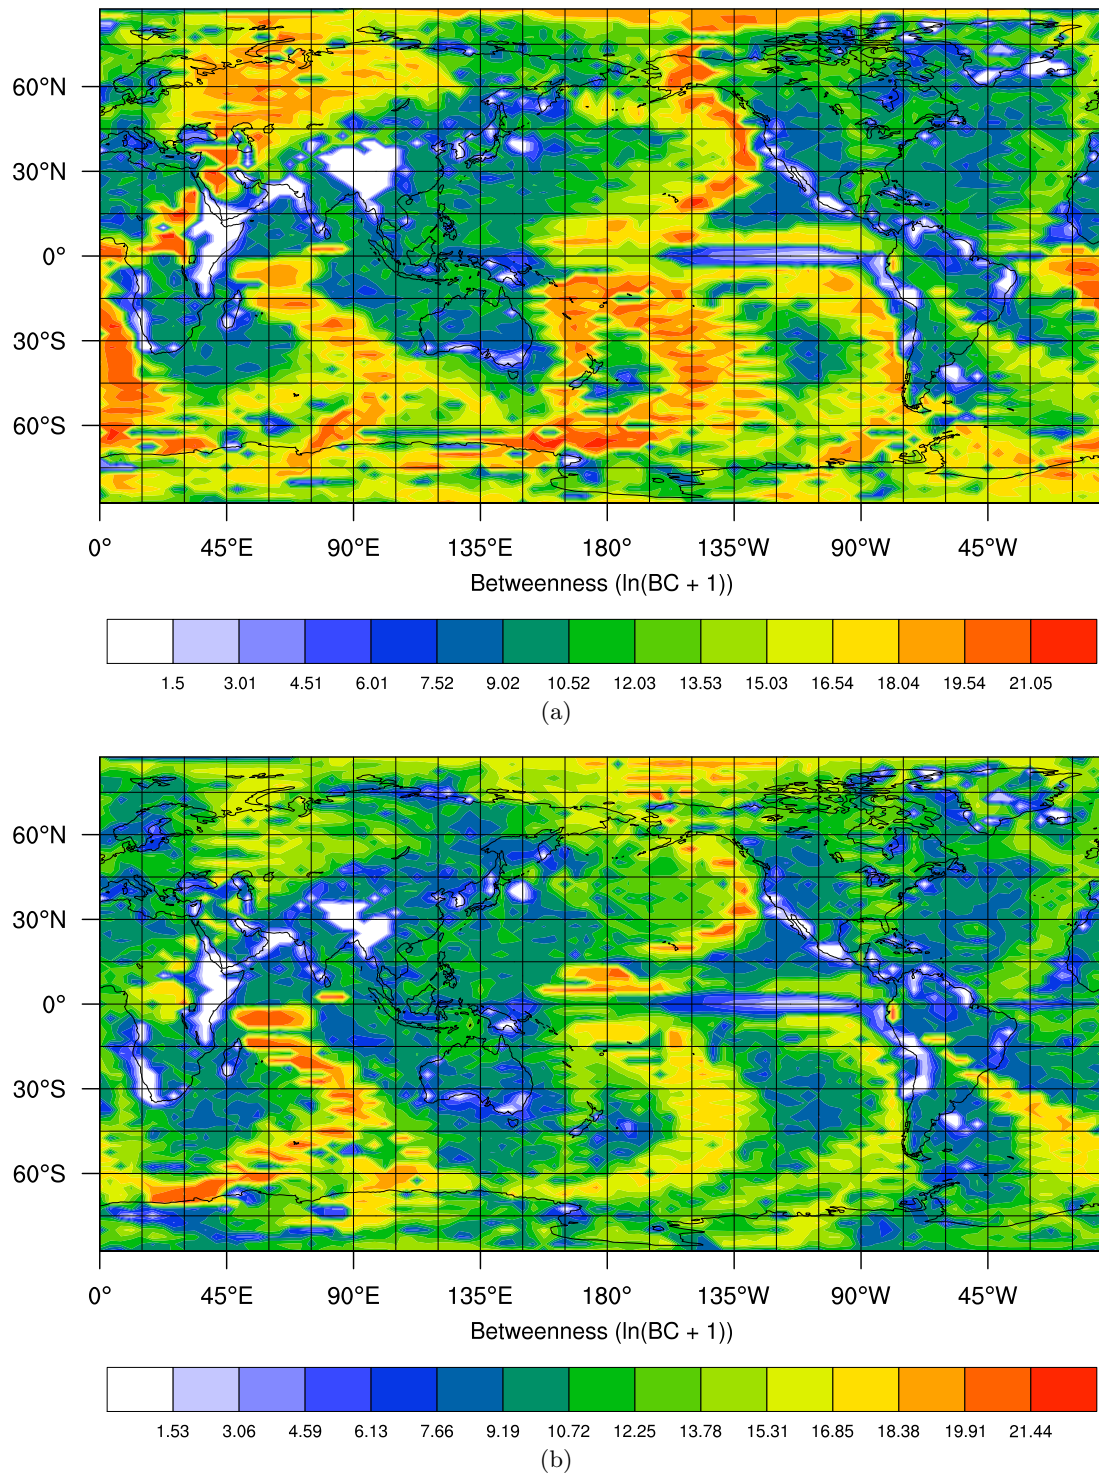 60°N
30°N
0°
30°S
60°S
0° 45°E 90°E 135°E 180° 135°W 90°W 45°W
Betweenness (ln(BC + 1))
1.5 3.01 4.51 6.01 7.52 9.02 10.52 12.03 13.53 15.03 16.54 18.04 19.54 21.05
(a)
60°N
30°N
0°
30°S
60°S
0° 45°E 90°E 135°E 180° 135°W 90°W 45°W
Betweenness (ln(BC + 1))
1.53 3.06 4.59 6.13 7.66 9.19 10.72 12.25 13.78 15.31 16.85 18.38 19.91 21.44
(b)